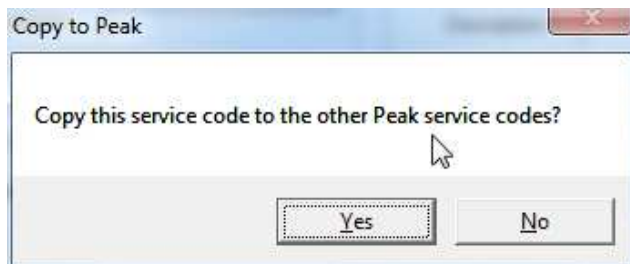 Copy to Peak
Copy this service code to the other Peak service codes?
Yes No